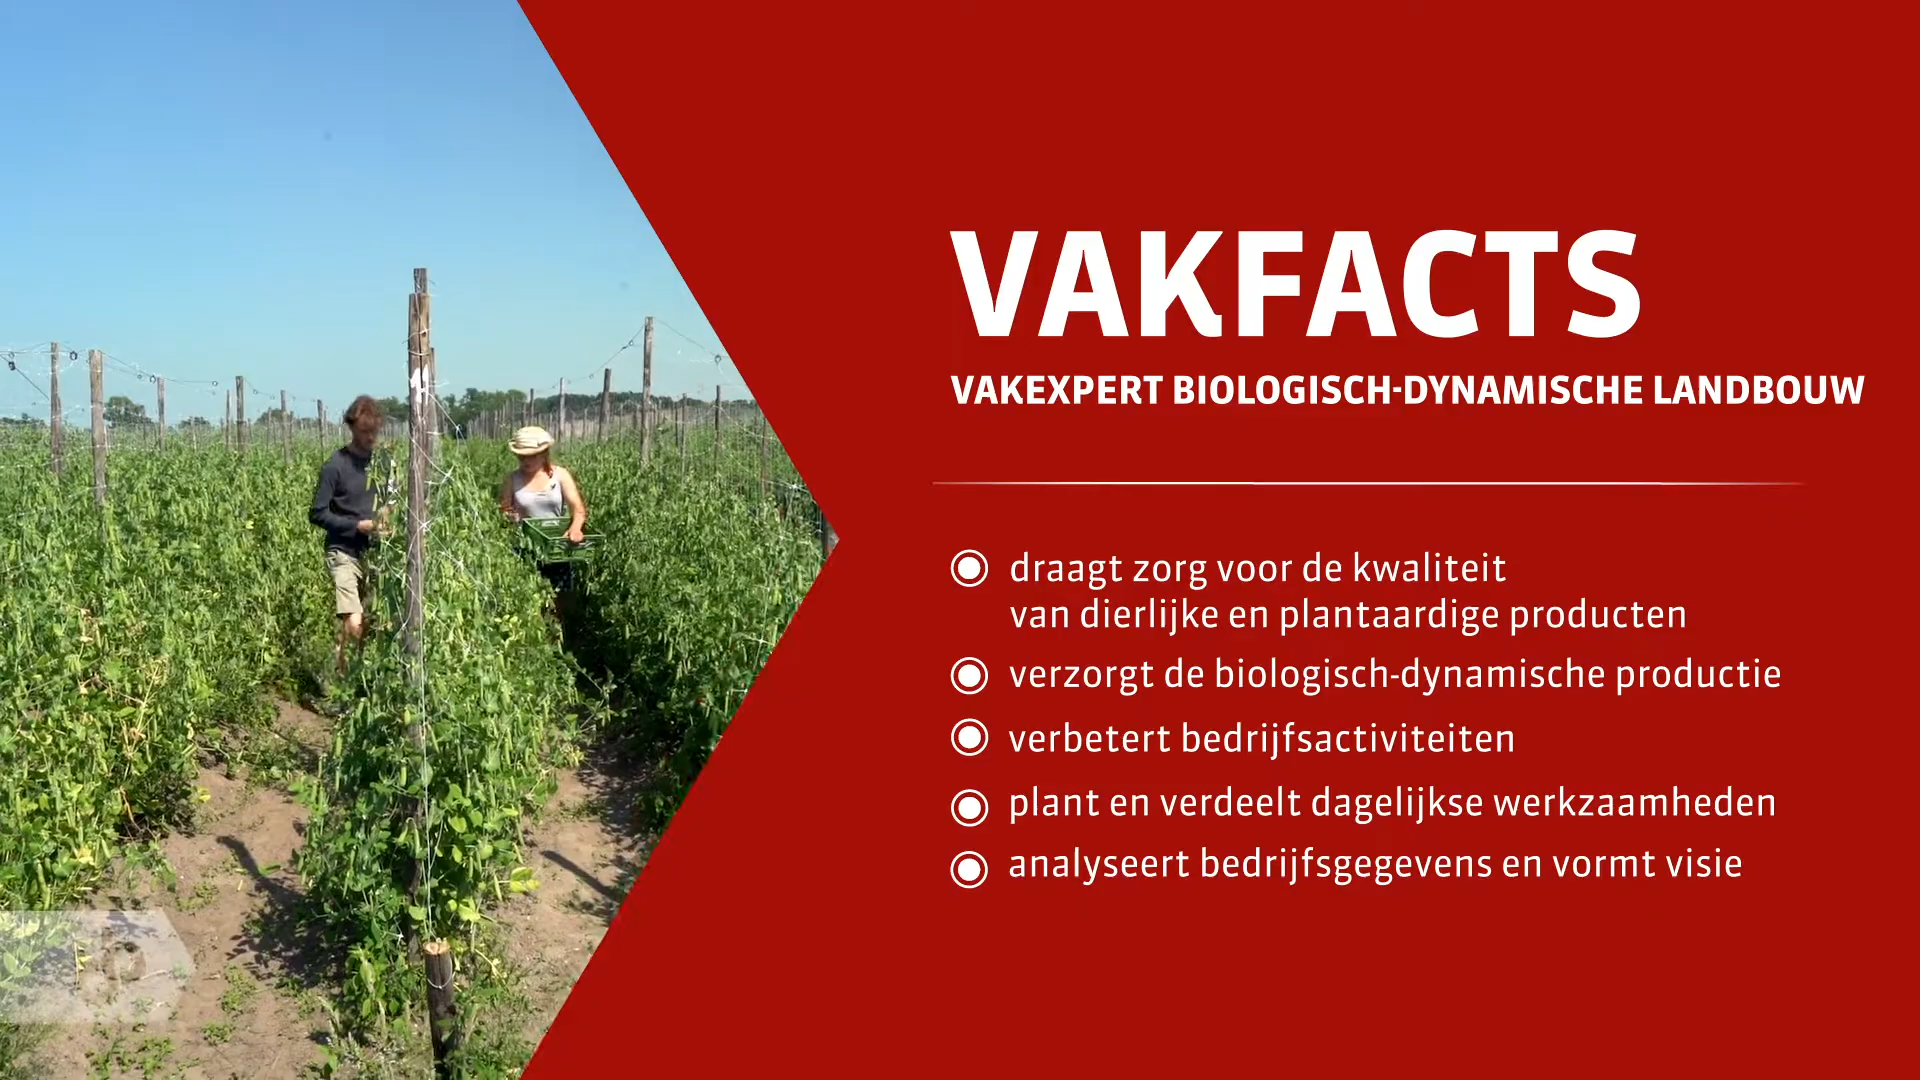 VAKFACTS
VAKEXPERT BIOLOGISCH-DYNAMISCHE LANDBOUW
draagt zorg voor de kwaliteit
van dierlijke en plantaardige producten
verzorgt de biologisch-dynamische productie
verbetert bedrijfsactiviteiten
plant en verdeelt dagelijkse werkzaamheden
analyseert bedrijfsgegevens en vormt visie